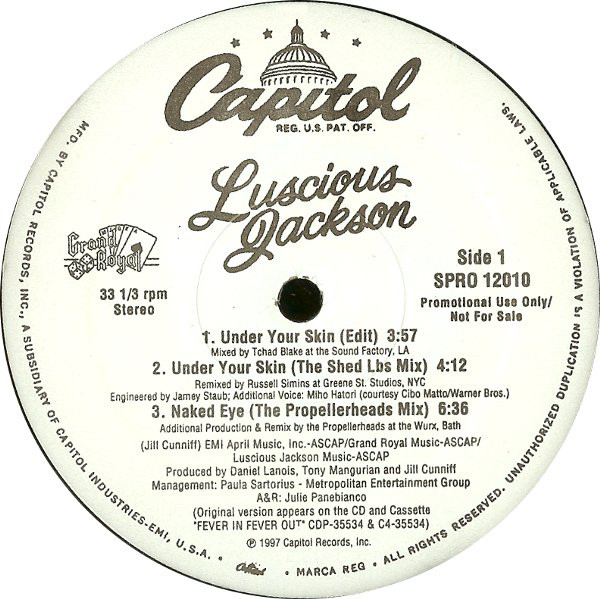 Capitol
REG. U.S. PAT. OFF.
Luscious
Jackson
Grand
Royal
33 1/3 rpm
Stereo
Side 1
SPRO 12010
Promotional Use Only/
Not For Sale
1. Under Your Skin (Edit) 3:57
Mixed by Tchad Blake at the Sound Factory, LA
2. Under Your Skin (The Shed Lbs Mix) 4:12
Remixed by Russell Simins at Greene St. Studios, NYC
Engineered by Jamey Staub; Additional Voice: Miho Hatori (courtesy Cibo Matto/Warner Bros.)
3. Naked Eye (The Propellerheads Mix) 6:36
Additional Production & Remix by the Propellerheads at the Wurx, Bath
(Jill Cunniff) EMI April Music, Inc.-ASCAP/Grand Royal Music-ASCAP/
Luscious Jackson Music-ASCAP
Produced by Daniel Lanois, Tony Mangurian and Jill Cunniff
Management: Paula Sartorius - Metropolitan Entertainment Group
A&R: Julie Panebianco
(Original version appears on the CD and Cassette
"FEVER IN FEVER OUT" CDP-35534 & C4-35534)
℗ 1997 Capitol Records, Inc.
MFD. BY CAPITOL RECORDS, INC., A SUBSIDIARY OF CAPITOL INDUSTRIES-EMI, U.S.A. • Capitol • MARCA REG • ALL RIGHTS RESERVED. UNAUTHORIZED DUPLICATION IS A VIOLATION OF APPLICABLE LAWS.